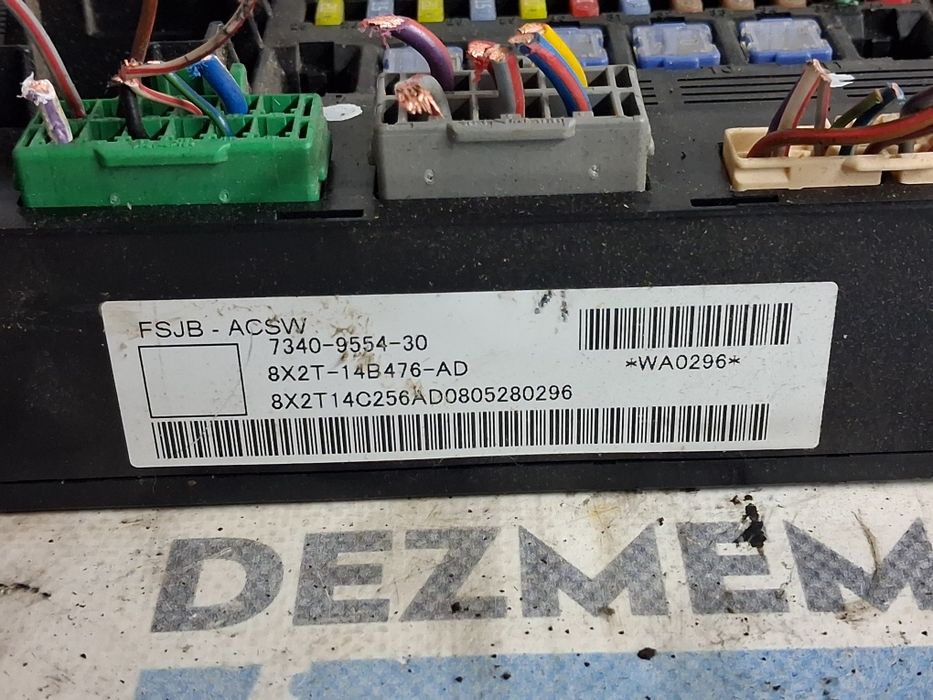 FSJB - ACSW
7340-9554-30
8X2T-14B476-AD
8X2T14C256AD0805280296
*WA0296*
DEZMEM